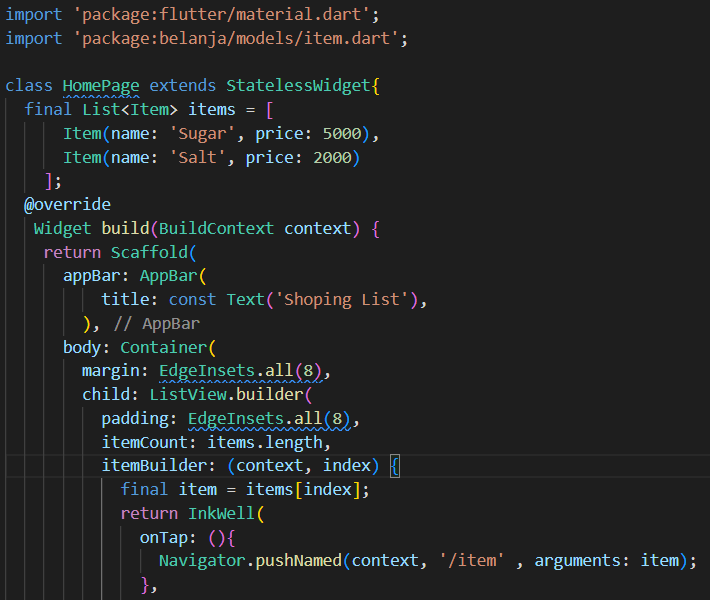 import 'package:flutter/material.dart';
import 'package:belanja/models/item.dart';
class HomePage extends StatelessWidget{
final List<Item> items = [
Item(name: 'Sugar', price: 5000),
Item(name: 'Salt', price: 2000)
];
@override
Widget build(BuildContext context) {
return Scaffold(
appBar: AppBar(
title: const Text('Shoping List'),
), // AppBar
body: Container(
margin: EdgeInsets.all(8),
child: ListView.builder(
padding: EdgeInsets.all(8),
itemCount: items.length,
itemBuilder: (context, index) {
final item = items[index];
return InkWell(
onTap: (){
Navigator.pushNamed(context, '/item' , arguments: item);
},